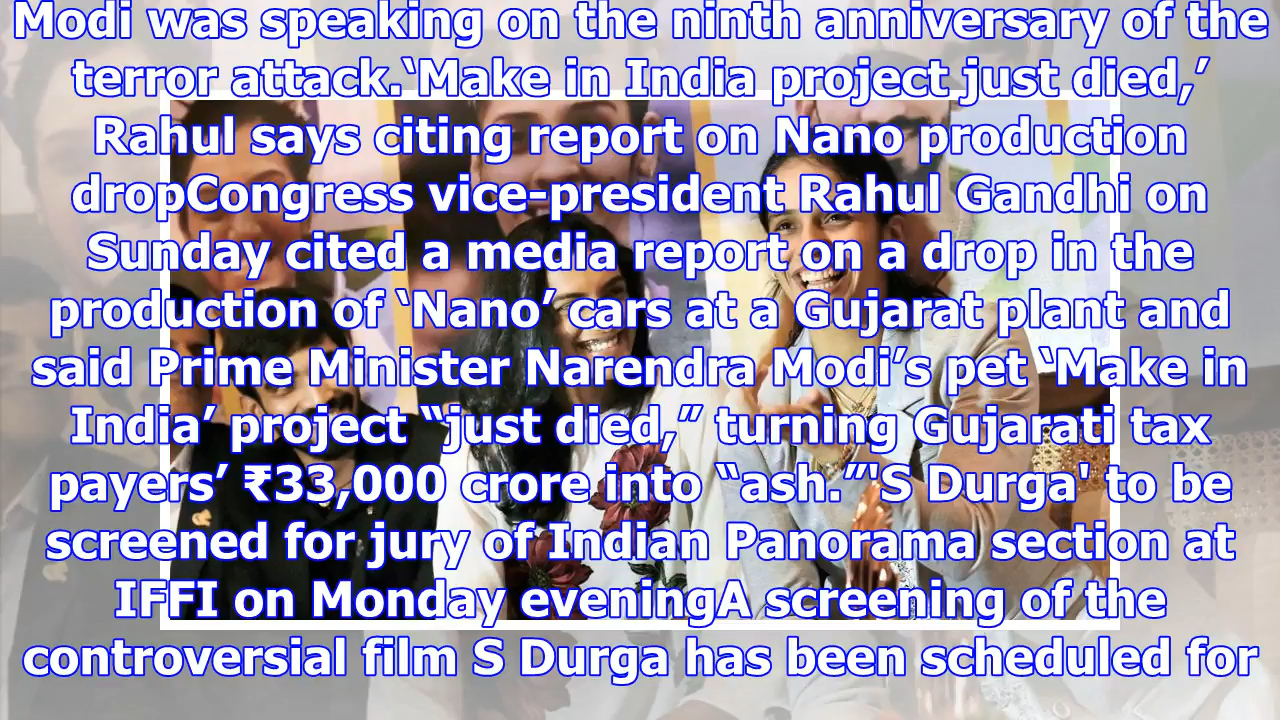 Modi was speaking on the ninth anniversary of the
terror attack.‘Make in India project just died,’
Rahul says citing report on Nano production
dropCongress vice-president Rahul Gandhi on
Sunday cited a media report on a drop in the
production of ‘Nano’ cars at a Gujarat plant and
said Prime Minister Narendra Modi’s pet ‘Make in
India’ project “just died,” turning Gujarati tax
payers’ ₹33,000 crore into “ash.”'S Durga' to be
screened for jury of Indian Panorama section at
IFFI on Monday eveningA screening of the
controversial film S Durga has been scheduled for